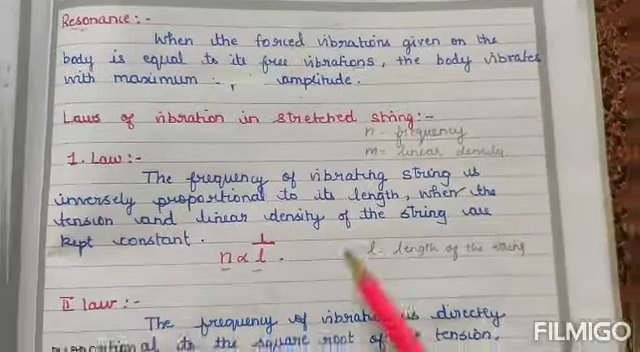 Resonance:-
When the forced vibrations given on the
body is equal to its free vibrations, the body vibrates
with maximum amplitude.
Laws of vibration in stretched string:-
n - frequency
m = linear density
1. Law:-
The frequency of vibrating string is
inversely proportional to its length, when the
tension and linear density of the string are
kept constant.
n ∝ 1/l.
l - length of the string
II law:-
The frequency of vibration is directly
proportional to the square root of tension.
FILMIGO